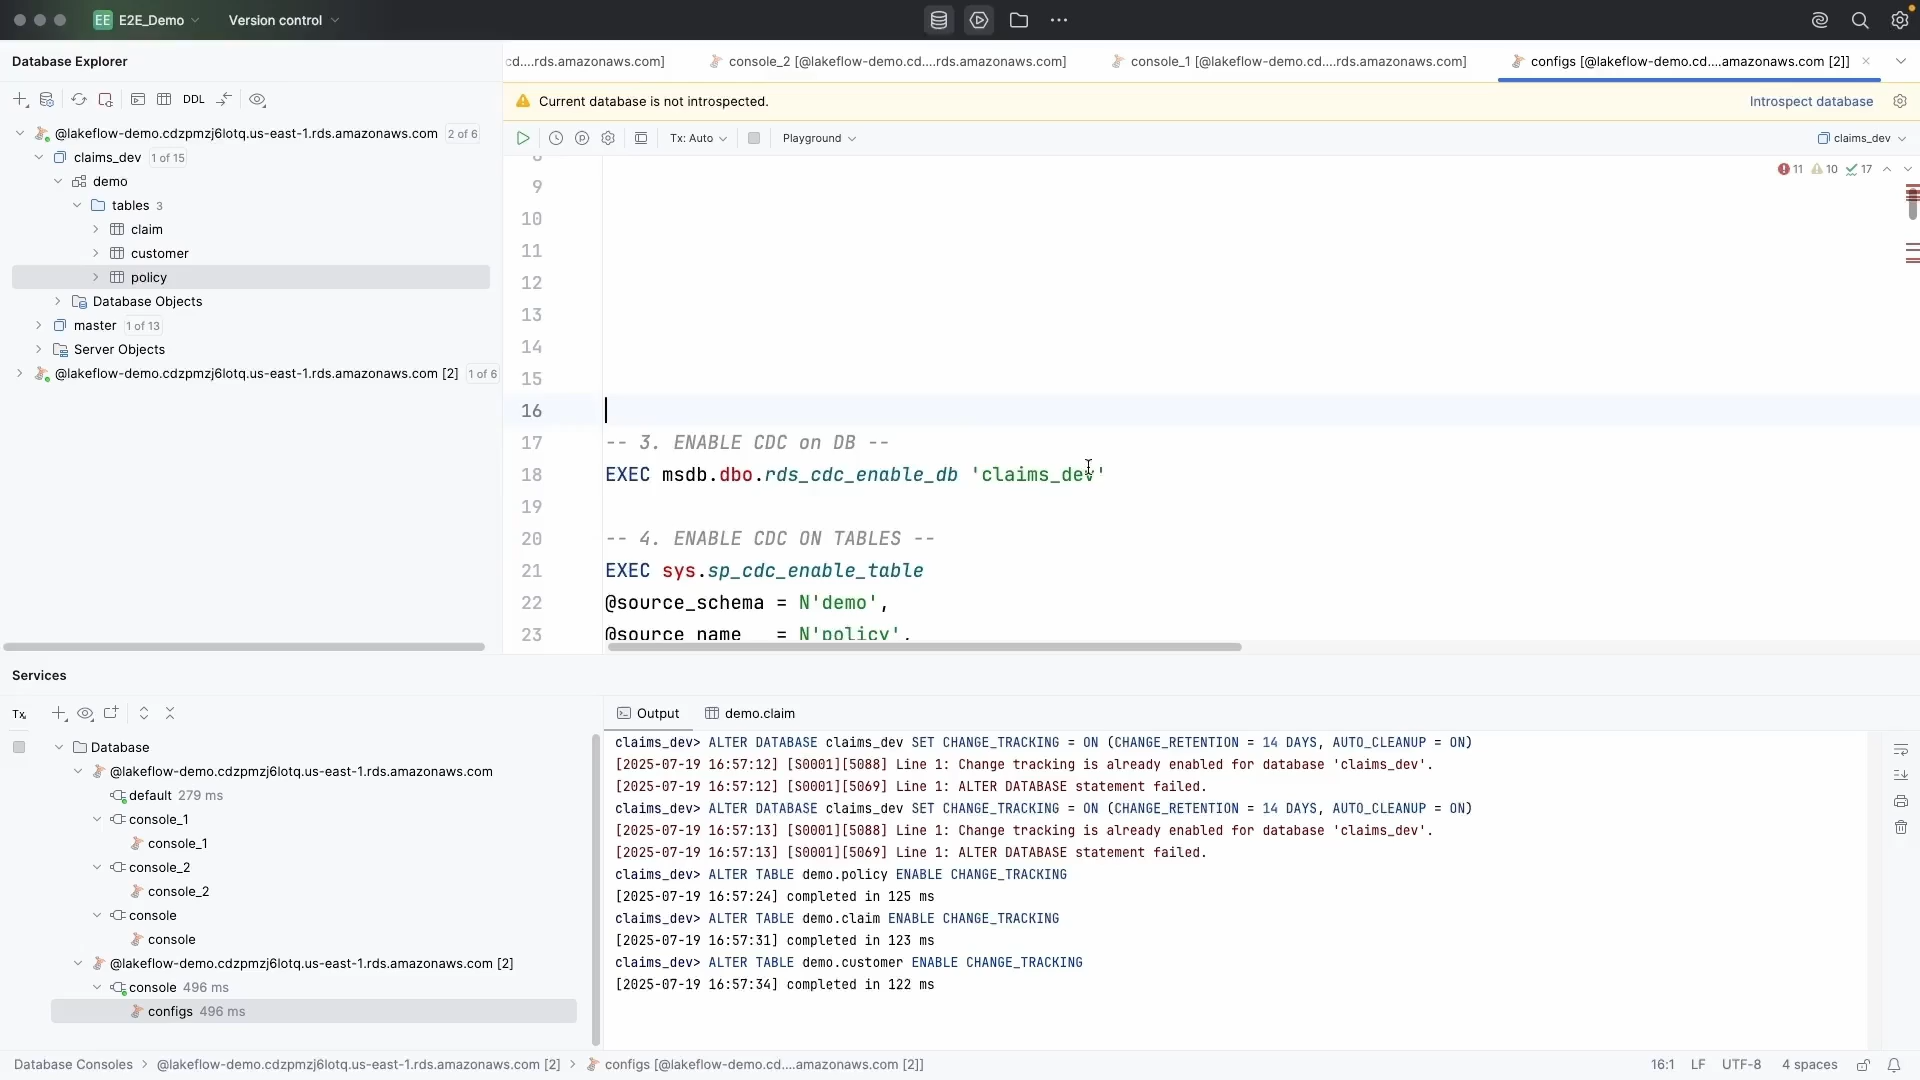 EE E2E_Demo Version control
Database Explorer
cd....rds.amazonaws.com] console_2 [@lakeflow-demo.cd....rds.amazonaws.com] console_1 [@lakeflow-demo.cd....rds.amazonaws.com] configs [@lakeflow-demo.cd....amazonaws.com [2]]
DDL
Current database is not introspected. Introspect database
Tx: Auto Playground claims_dev
@lakeflow-demo.cdzpmzj6lotq.us-east-1.rds.amazonaws.com 2 of 6
claims_dev 1 of 15
demo
tables 3
claim
customer
policy
Database Objects
master 1 of 13
Server Objects
@lakeflow-demo.cdzpmzj6lotq.us-east-1.rds.amazonaws.com [2] 1 of 6
11 10 17
8
9
10
11
12
13
14
15
16
17 -- 3. ENABLE CDC on DB --
18 EXEC msdb.dbo.rds_cdc_enable_db 'claims_dev'
19
20 -- 4. ENABLE CDC ON TABLES --
21 EXEC sys.sp_cdc_enable_table
22 @source_schema = N'demo',
23 @source_name = N'policy',
Services
Tx
Database
@lakeflow-demo.cdzpmzj6lotq.us-east-1.rds.amazonaws.com
default 279 ms
console_1
console_1
console_2
console_2
console
console
@lakeflow-demo.cdzpmzj6lotq.us-east-1.rds.amazonaws.com [2]
console 496 ms
configs 496 ms
Output demo.claim
claims_dev> ALTER DATABASE claims_dev SET CHANGE_TRACKING = ON (CHANGE_RETENTION = 14 DAYS, AUTO_CLEANUP = ON)
[2025-07-19 16:57:12] [S0001][5088] Line 1: Change tracking is already enabled for database 'claims_dev'.
[2025-07-19 16:57:12] [S0001][5069] Line 1: ALTER DATABASE statement failed.
claims_dev> ALTER DATABASE claims_dev SET CHANGE_TRACKING = ON (CHANGE_RETENTION = 14 DAYS, AUTO_CLEANUP = ON)
[2025-07-19 16:57:13] [S0001][5088] Line 1: Change tracking is already enabled for database 'claims_dev'.
[2025-07-19 16:57:13] [S0001][5069] Line 1: ALTER DATABASE statement failed.
claims_dev> ALTER TABLE demo.policy ENABLE CHANGE_TRACKING
[2025-07-19 16:57:24] completed in 125 ms
claims_dev> ALTER TABLE demo.claim ENABLE CHANGE_TRACKING
[2025-07-19 16:57:31] completed in 123 ms
claims_dev> ALTER TABLE demo.customer ENABLE CHANGE_TRACKING
[2025-07-19 16:57:34] completed in 122 ms
Database Consoles @lakeflow-demo.cdzpmzj6lotq.us-east-1.rds.amazonaws.com [2] configs [@lakeflow-demo.cd....amazonaws.com [2]] 16:1 LF UTF-8 4 spaces